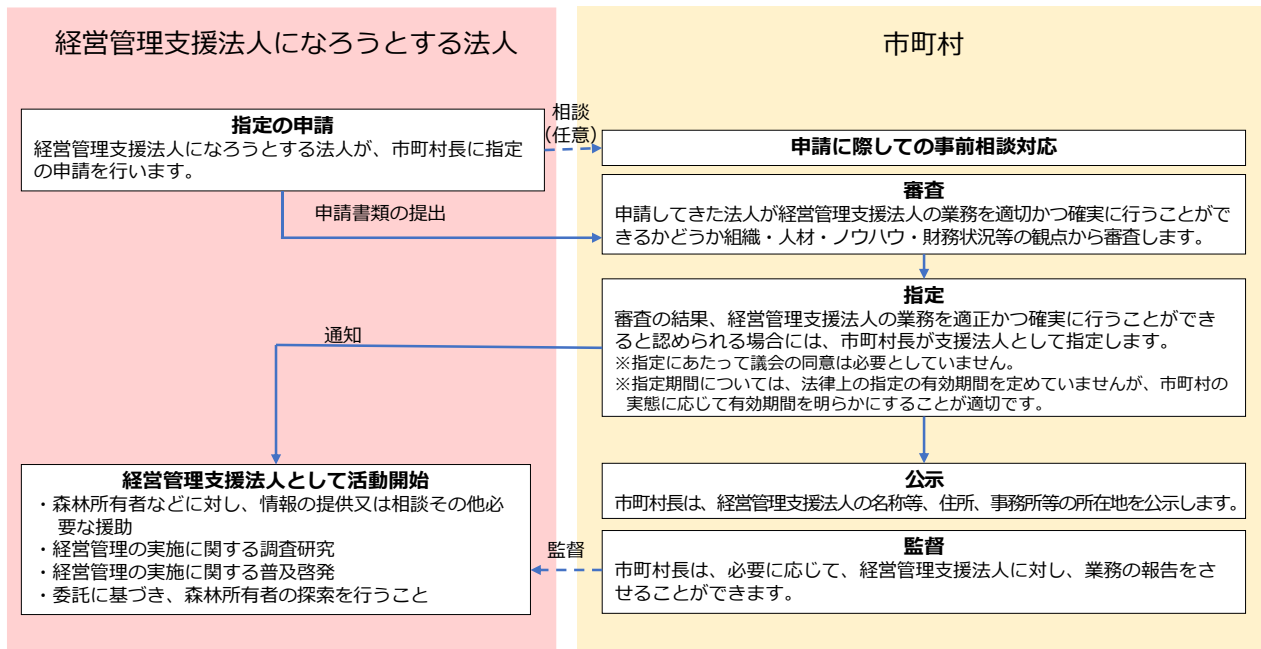 経営管理支援法人になろうとする法人
市町村
指定の申請
経営管理支援法人になろうとする法人が、市町村長に指定
の申請を行います。
相談
(任意)
申請に際しての事前相談対応
申請書類の提出
審査
申請してきた法人が経営管理支援法人の業務を適切かつ確実に行うことがで
きるかどうか組織・人材・ノウハウ・財務状況等の観点から審査します。
指定
審査の結果、経営管理支援法人の業務を適正かつ確実に行うことができ
ると認められる場合には、市町村長が支援法人として指定します。
※指定にあたって議会の同意は必要としていません。
※指定期間については、法律上の指定の有効期間を定めていませんが、市町村の
実態に応じて有効期間を明らかにすることが適切です。
通知
経営管理支援法人として活動開始
・森林所有者などに対し、情報の提供又は相談その他必
要な援助
・経営管理の実施に関する調査研究
・経営管理の実施に関する普及啓発
・委託に基づき、森林所有者の探索を行うこと
公示
市町村長は、経営管理支援法人の名称等、住所、事務所等の所在地を公示します。
監督
監督
市町村長は、必要に応じて、経営管理支援法人に対し、業務の報告をさ
せることができます。